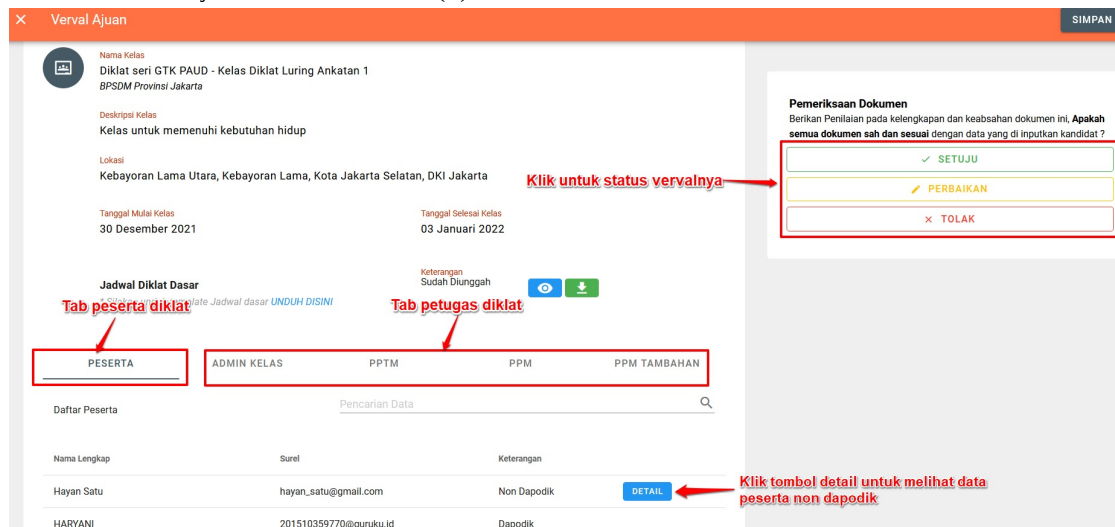 Verval Ajuan
SIMPAN
Nama Kelas
Diklat seri GTK PAUD - Kelas Diklat Luring Ankatan 1
BPSDM Provinsi Jakarta
Deskripsi Kelas
Kelas untuk memenuhi kebutuhan hidup
Lokasi
Kebayoran Lama Utara, Kebayoran Lama, Kota Jakarta Selatan, DKI Jakarta
Tanggal Mulai Kelas
Tanggal Selesai Kelas
30 Desember 2021
03 Januari 2022
Pemeriksaan Dokumen
Berikan Penilaian pada kelengkapan dan keabsahan dokumen ini, Apakah
semua dokumen sah dan sesuai dengan data yang di inputkan kandidat ?
SETUJU
PERBAIKAN
TOLAK
Klik untuk status vervalnya
Jadwal Diklat Dasar
Keterangan
Sudah Diunggah
Jadwal dasar UNDUH DISINI
Tab peserta diklat
Tab petugas diklat
PESERTA
ADMIN KELAS
PPTM
PPM
PPM TAMBAHAN
Daftar Peserta
Pencarian Data
Nama Lengkap
Surel
Keterangan
Hayan Satu
hayan_satu@gmail.com
Non Dapodik
DETAIL
Klik tombol detail untuk melihat data
peserta non dapodik
HARYANI
201510359770@guruku.id
Dapodik